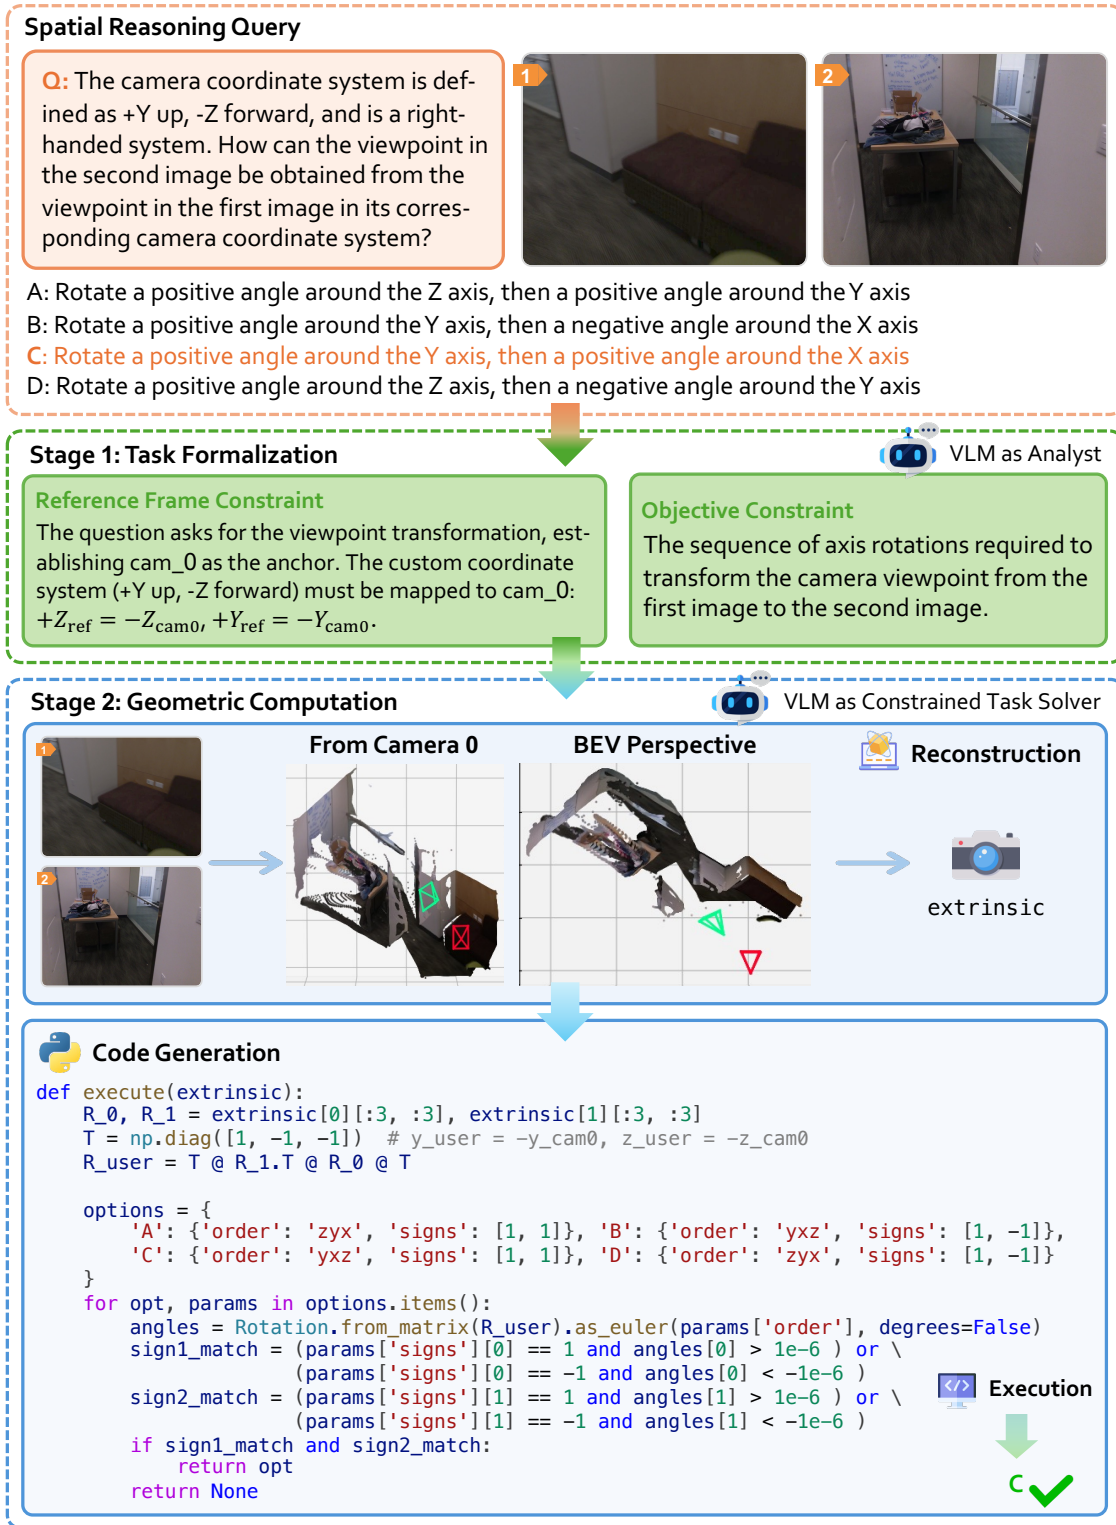 Spatial Reasoning Query
Q: The camera coordinate system is def-
ined as +Y up, -Z forward, and is a right-
handed system. How can the viewpoint in
the second image be obtained from the
viewpoint in the first image in its corres-
ponding camera coordinate system?
1
2
A: Rotate a positive angle around the Z axis, then a positive angle around the Y axis
B: Rotate a positive angle around the Y axis, then a negative angle around the X axis
C: Rotate a positive angle around the Y axis, then a positive angle around the X axis
D: Rotate a positive angle around the Z axis, then a negative angle around the Y axis
Stage 1: Task Formalization
VLM as Analyst
Reference Frame Constraint
The question asks for the viewpoint transformation, est-
ablishing cam_0 as the anchor. The custom coordinate
system (+Y up, -Z forward) must be mapped to cam_0:
+Z_ref = −Z_cam0, +Y_ref = −Y_cam0.
Objective Constraint
The sequence of axis rotations required to
transform the camera viewpoint from the
first image to the second image.
Stage 2: Geometric Computation
VLM as Constrained Task Solver
1
2
From Camera 0
BEV Perspective
Reconstruction
extrinsic
Code Generation
def execute(extrinsic):
    R_0, R_1 = extrinsic[0][:3, :3], extrinsic[1][:3, :3]
    T = np.diag([1, -1, -1])  # y_user = -y_cam0, z_user = -z_cam0
    R_user = T @ R_1.T @ R_0 @ T
    options = {
        'A': {'order': 'zyx', 'signs': [1, 1]}, 'B': {'order': 'yxz', 'signs': [1, -1]},
        'C': {'order': 'yxz', 'signs': [1, 1]}, 'D': {'order': 'zyx', 'signs': [1, -1]}
    }
    for opt, params in options.items():
        angles = Rotation.from_matrix(R_user).as_euler(params['order'], degrees=False)
        sign1_match = (params['signs'][0] == 1 and angles[0] > 1e-6 ) or \
                      (params['signs'][0] == -1 and angles[0] < -1e-6 )
        sign2_match = (params['signs'][1] == 1 and angles[1] > 1e-6 ) or \
                      (params['signs'][1] == -1 and angles[1] < -1e-6 )
        if sign1_match and sign2_match:
            return opt
        return None
Execution
C